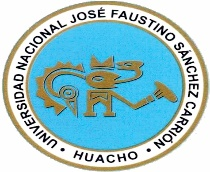 UNIVERSIDAD NACIONAL JOSÉ FAUSTINO SÁNCHEZ CARRIÓN
• HUACHO •